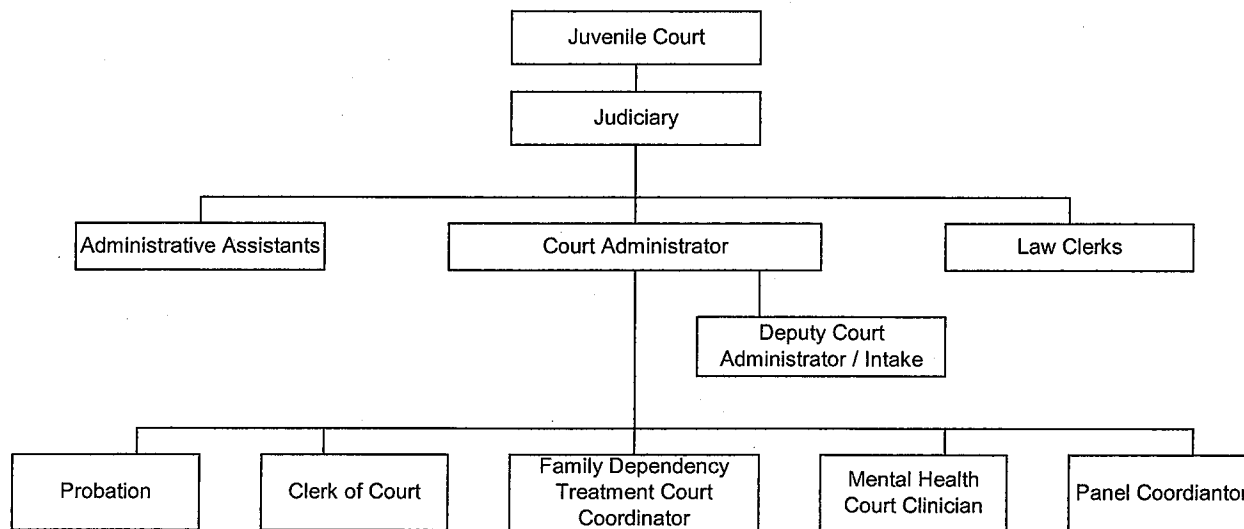 Juvenile Court
Judiciary
Administrative Assistants
Court Administrator
Law Clerks
Deputy Court
Administrator / Intake
Probation
Clerk of Court
Family Dependency
Treatment Court
Coordinator
Mental Health
Court Clinician
Panel Coordiantor